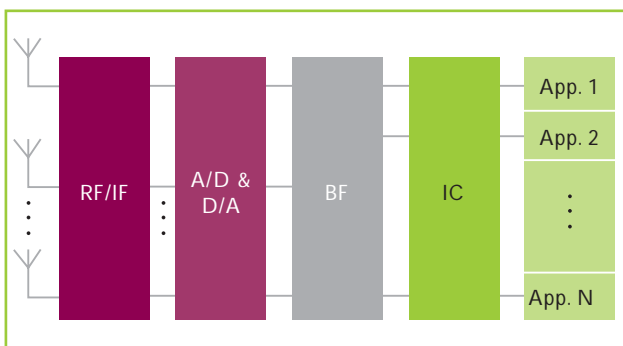 RF/IF
A/D &
D/A
BF
IC
App. 1
App. 2
App. N